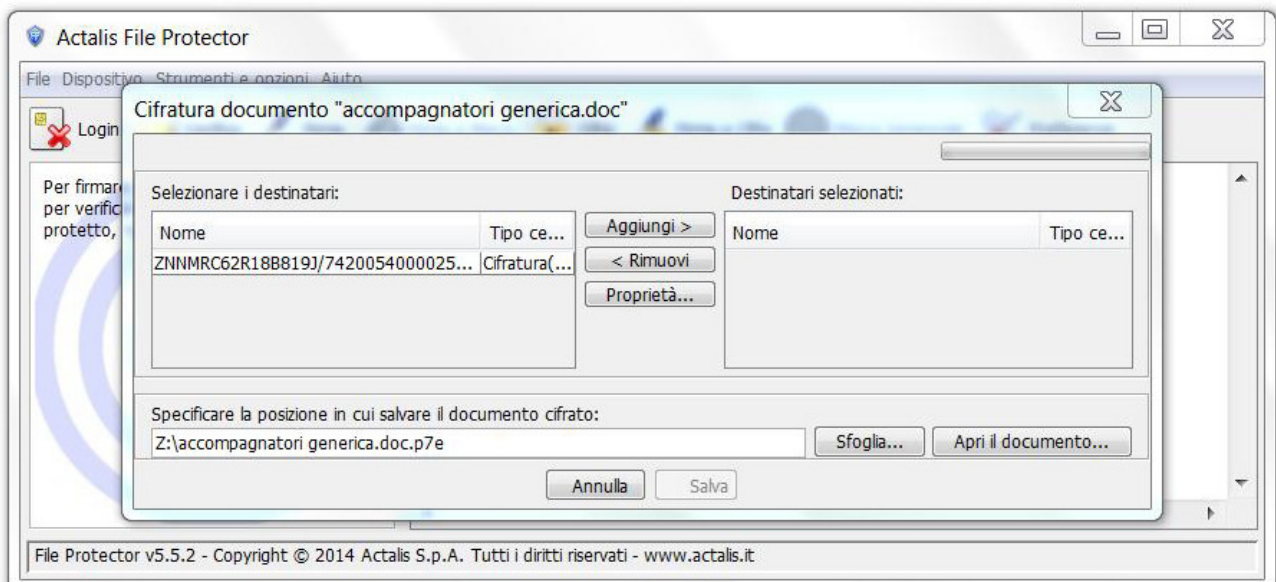 Actalis File Protector
File Dispositivo Strumenti e opzioni Aiuto
Cifratura documento "accompagnatori generica.doc"
Login
Per firmare
per verific
protetto,
Selezionare i destinatari:
Destinatari selezionati:
Nome Tipo ce...
Aggiungi >
Nome Tipo ce...
ZNNMRC62R18B819J/7420054000025... Cifratura(...
< Rimuovi
Proprietà...
Specificare la posizione in cui salvare il documento cifrato:
Z:\accompagnatori generica.doc.p7e
Sfoglia...
Apri il documento...
Annulla
Salva
File Protector v5.5.2 - Copyright © 2014 Actalis S.p.A. Tutti i diritti riservati - www.actalis.it